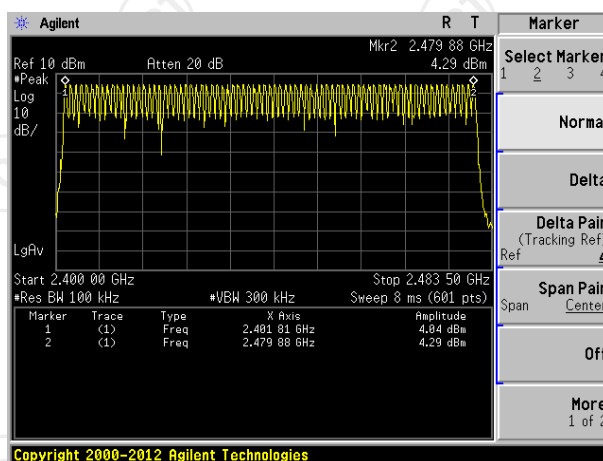 Agilent R T Marker
Mkr2 2.479 88 GHz
Ref 10 dBm Atten 20 dB 4.29 dBm
#Peak
Log
10
dB/
1 2
LgAv
Start 2.400 00 GHz Stop 2.483 50 GHz
#Res BW 100 kHz #VBW 300 kHz Sweep 8 ms (601 pts)
Marker Trace Type X Axis Amplitude
1 (1) Freq 2.401 81 GHz 4.04 dBm
2 (1) Freq 2.479 88 GHz 4.29 dBm
Copyright 2000-2012 Agilent Technologies
Select Marker
1 2 3 4
Norma
Delta
Delta Pair
(Tracking Ref)
Ref
Span Pair
Span Center
Off
More
1 of 2